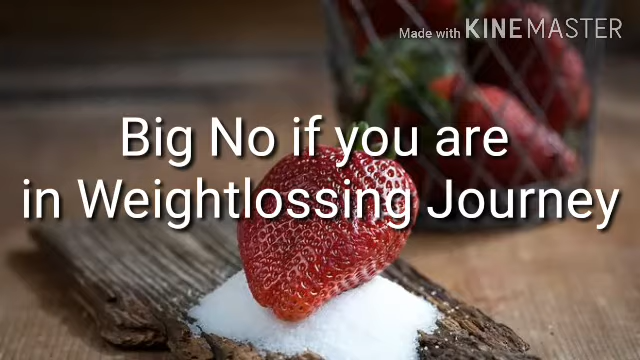 Made with KINEMASTER
Big No if you are
in Weightlossing Journey